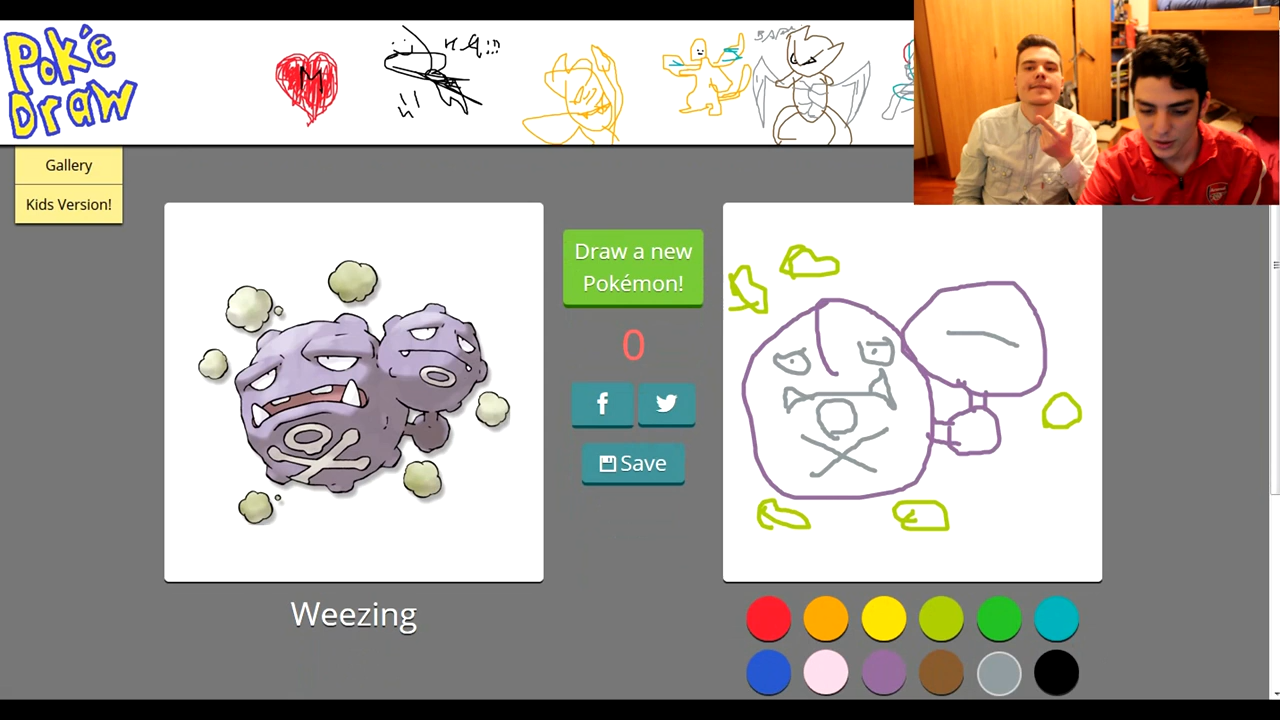 Poké
Draw
M
Gallery
Kids Version!
Draw a new
Pokémon!
0
f
Save
Weezing